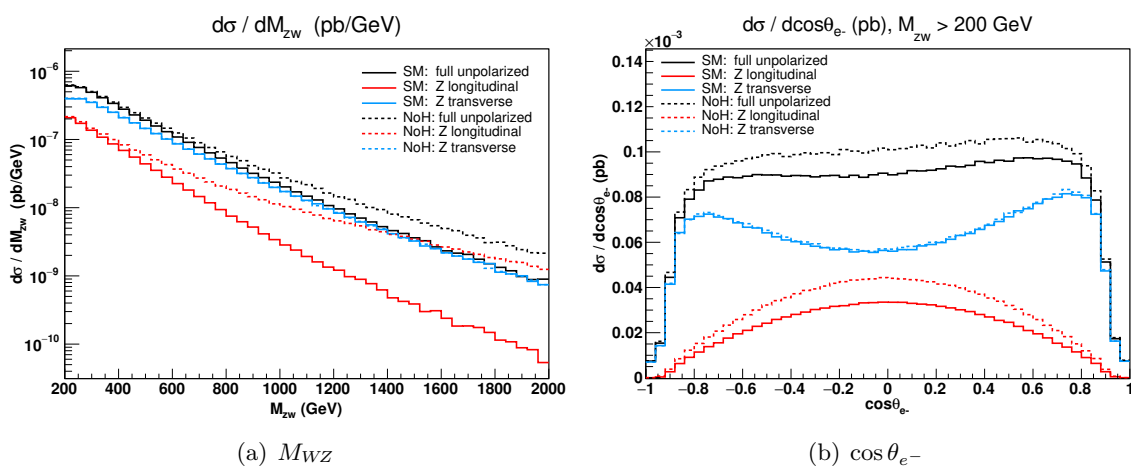 dσ / dM_zw (pb/GeV)
dσ / dM_zw (pb/GeV)
10^−6
10^−7
10^−8
10^−9
10^−10
SM: full unpolarized
SM: Z longitudinal
SM: Z transverse
NoH: full unpolarized
NoH: Z longitudinal
NoH: Z transverse
200 400 600 800 1000 1200 1400 1600 1800 2000
M_zw (GeV)
(a) M_WZ
dσ / dcosθ_e- (pb), M_zw > 200 GeV
×10^−3
dσ / dcosθ_e- (pb)
0.14
0.12
0.1
0.08
0.06
0.04
0.02
0
SM: full unpolarized
SM: Z longitudinal
SM: Z transverse
NoH: full unpolarized
NoH: Z longitudinal
NoH: Z transverse
−1 −0.8 −0.6 −0.4 −0.2 0 0.2 0.4 0.6 0.8 1
cosθ_e-
(b) cos θ_e−